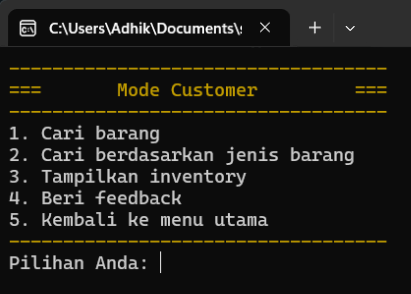 C:\Users\Adhik\Documents\s
-----------------------------------
===       Mode Customer         ===
-----------------------------------
1. Cari barang
2. Cari berdasarkan jenis barang
3. Tampilkan inventory
4. Beri feedback
5. Kembali ke menu utama
-----------------------------------
Pilihan Anda: